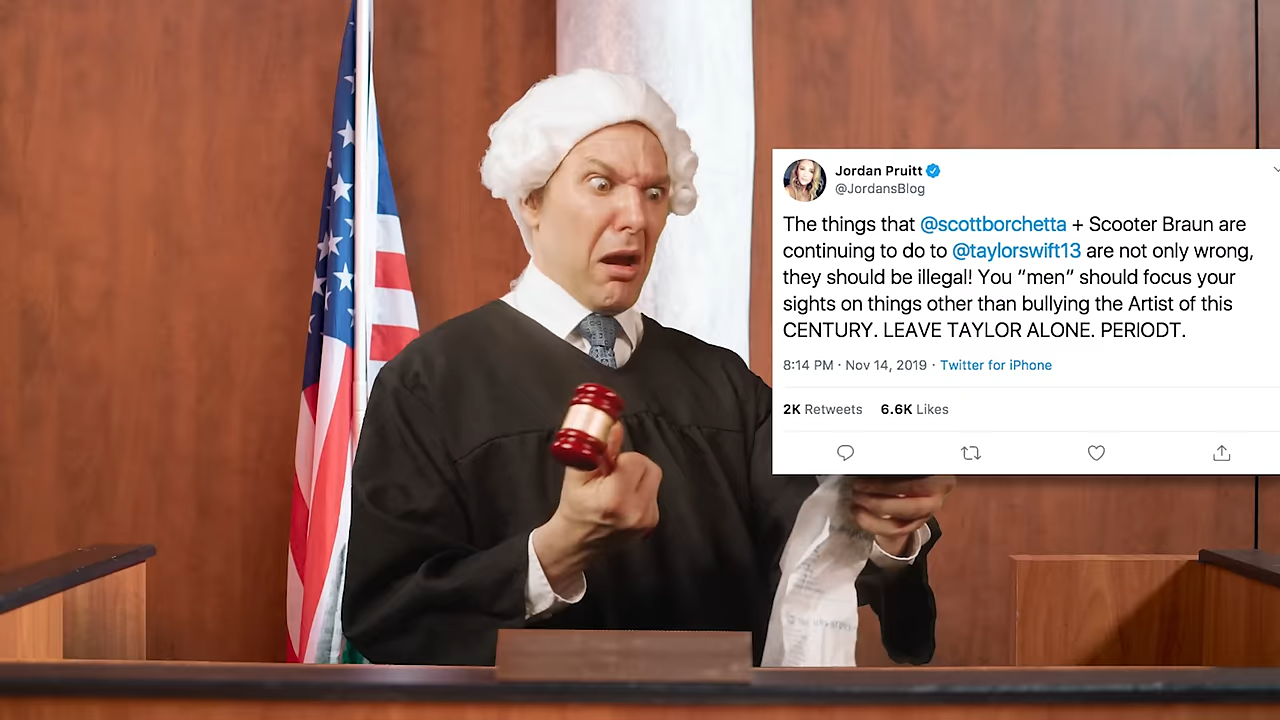 Jordan Pruitt
@JordansBlog
The things that @scottborchetta + Scooter Braun are
continuing to do to @taylorswift13 are not only wrong,
they should be illegal! You “men” should focus your
sights on things other than bullying the Artist of this
CENTURY. LEAVE TAYLOR ALONE. PERIODT.
8:14 PM · Nov 14, 2019 · Twitter for iPhone
2K Retweets 6.6K Likes